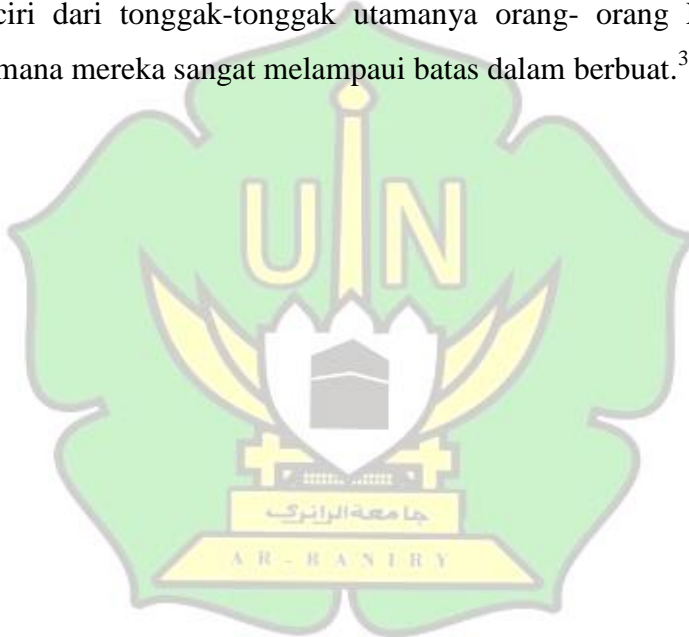 ciri dari tonggak-tonggak utamanya orang- orang
mana mereka sangat melampaui batas dalam berbuat.3
UIN
جامعة الرانري
AR-RANIRY